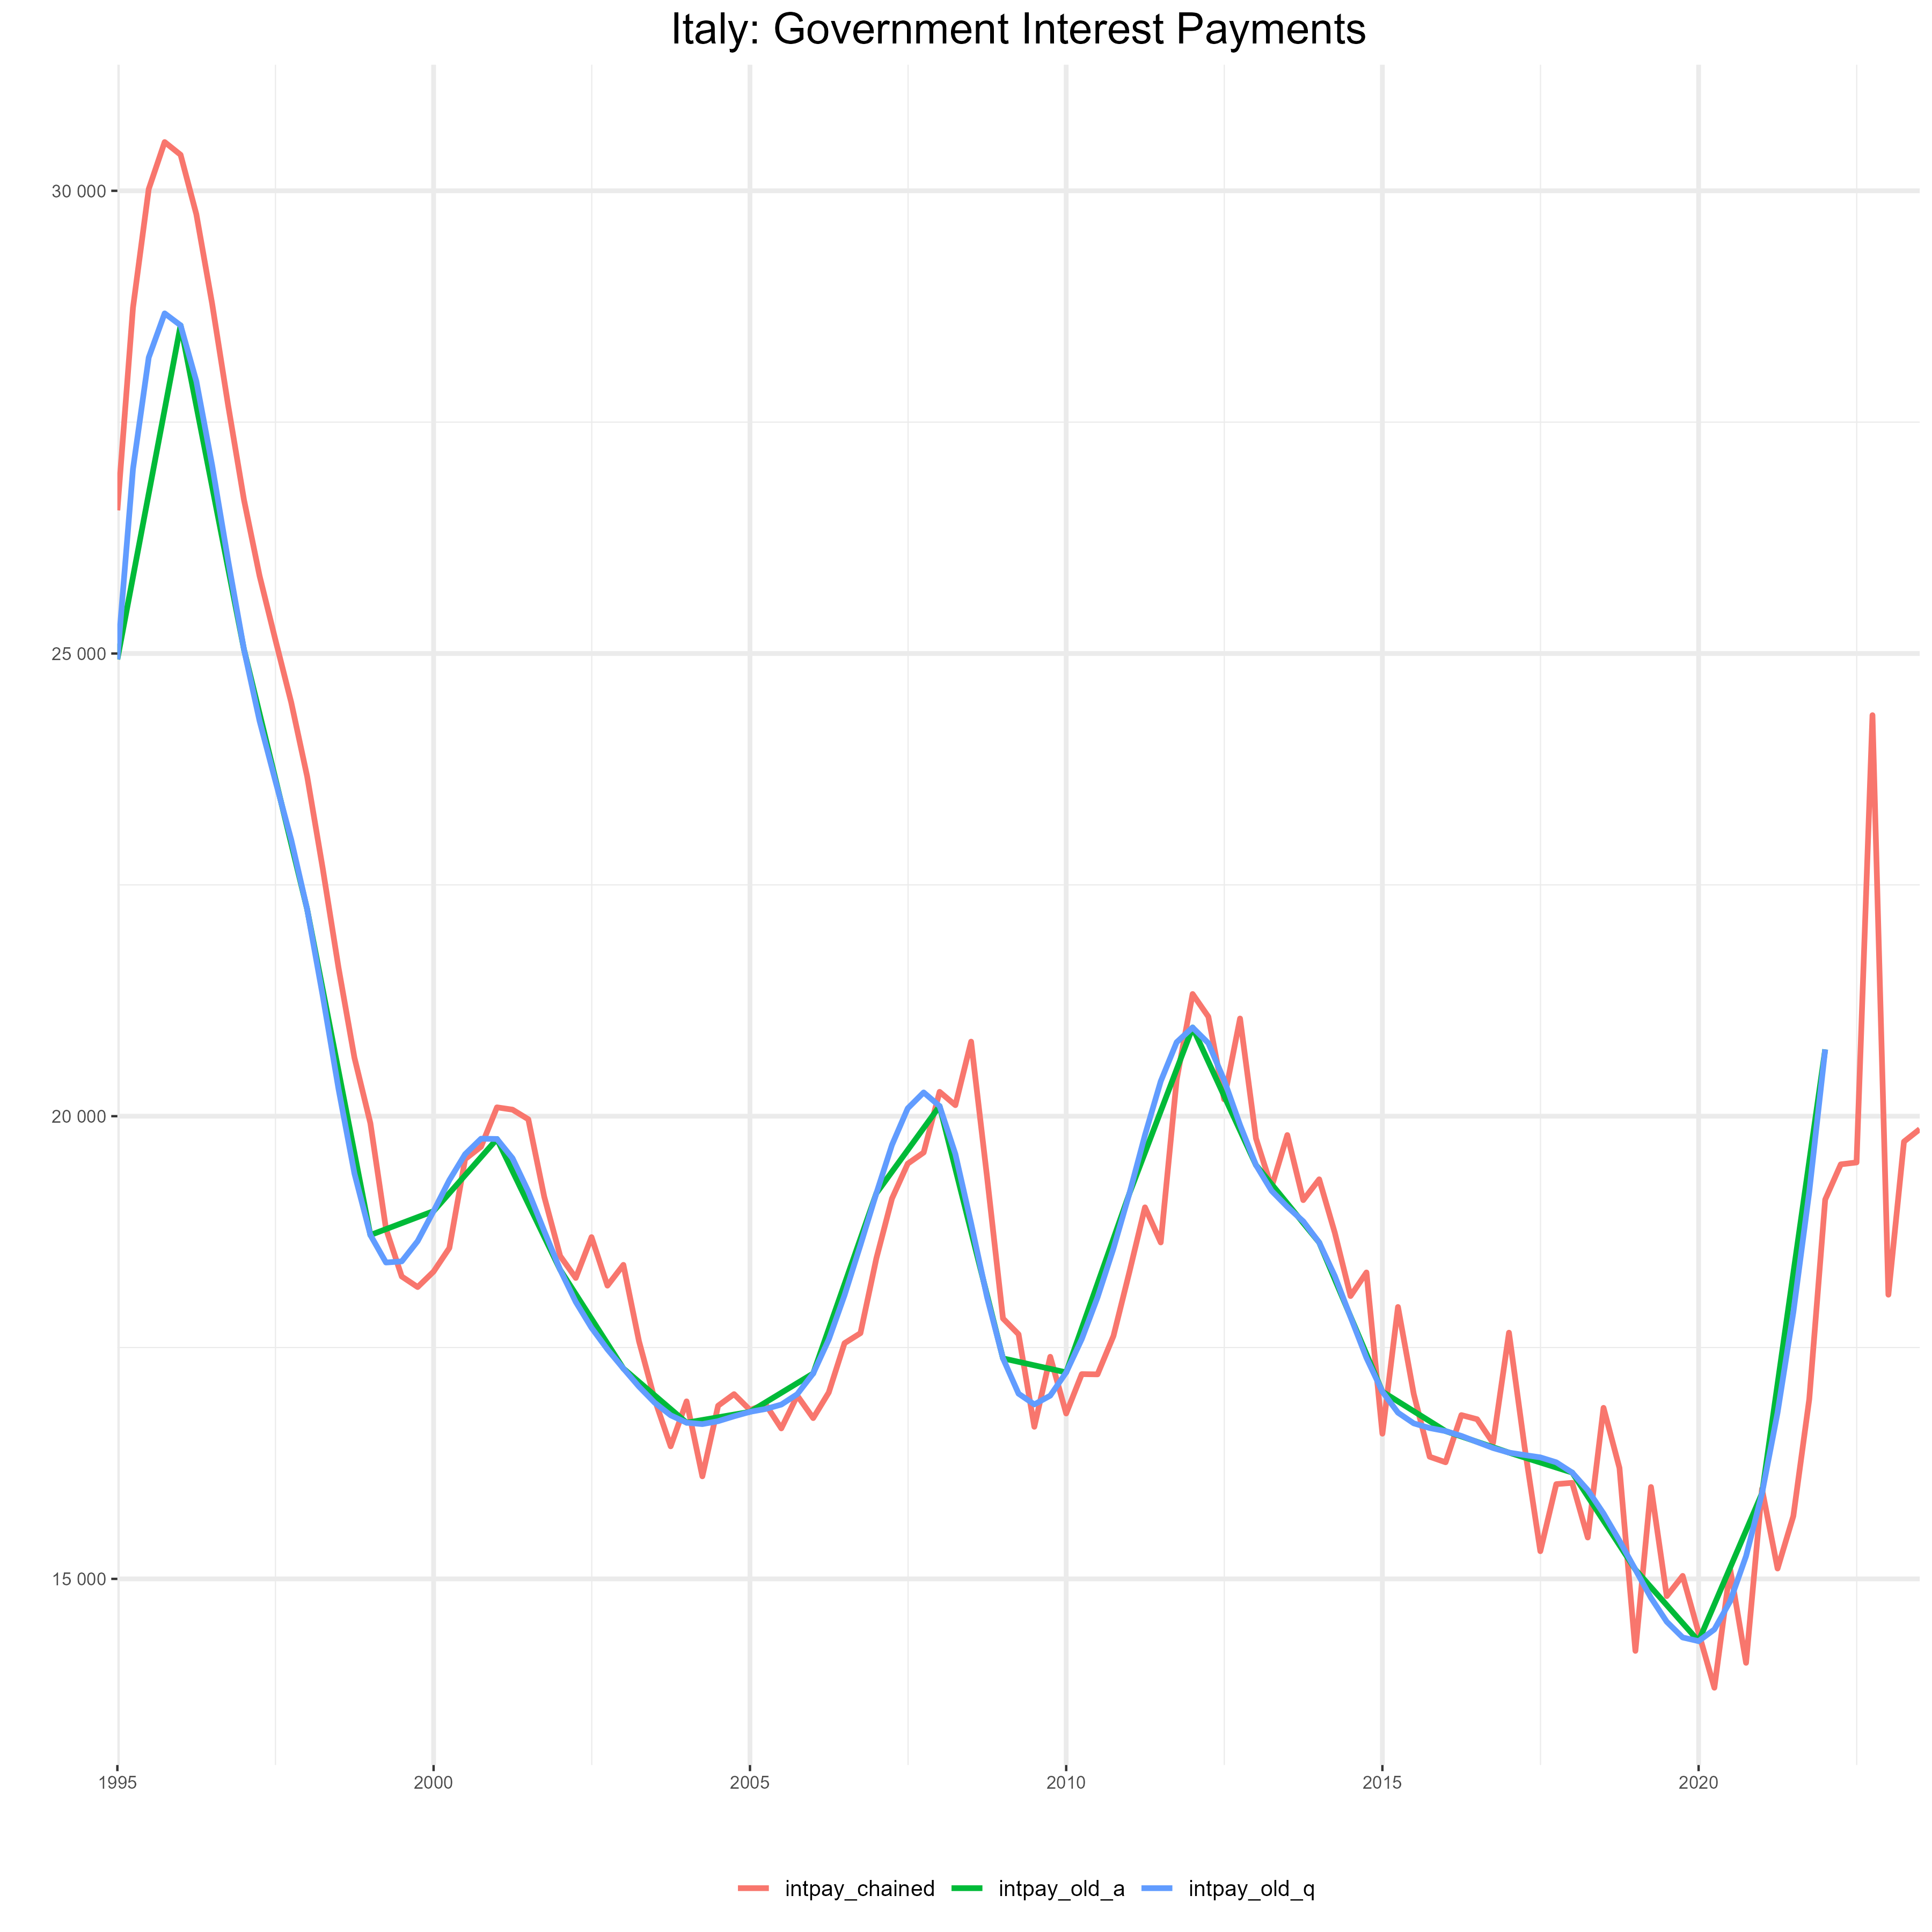 Italy: Government Interest Payments
30 000
25 000
20 000
15 000
1995 2000 2005 2010 2015 2020
intpay_chained intpay_old_a intpay_old_q